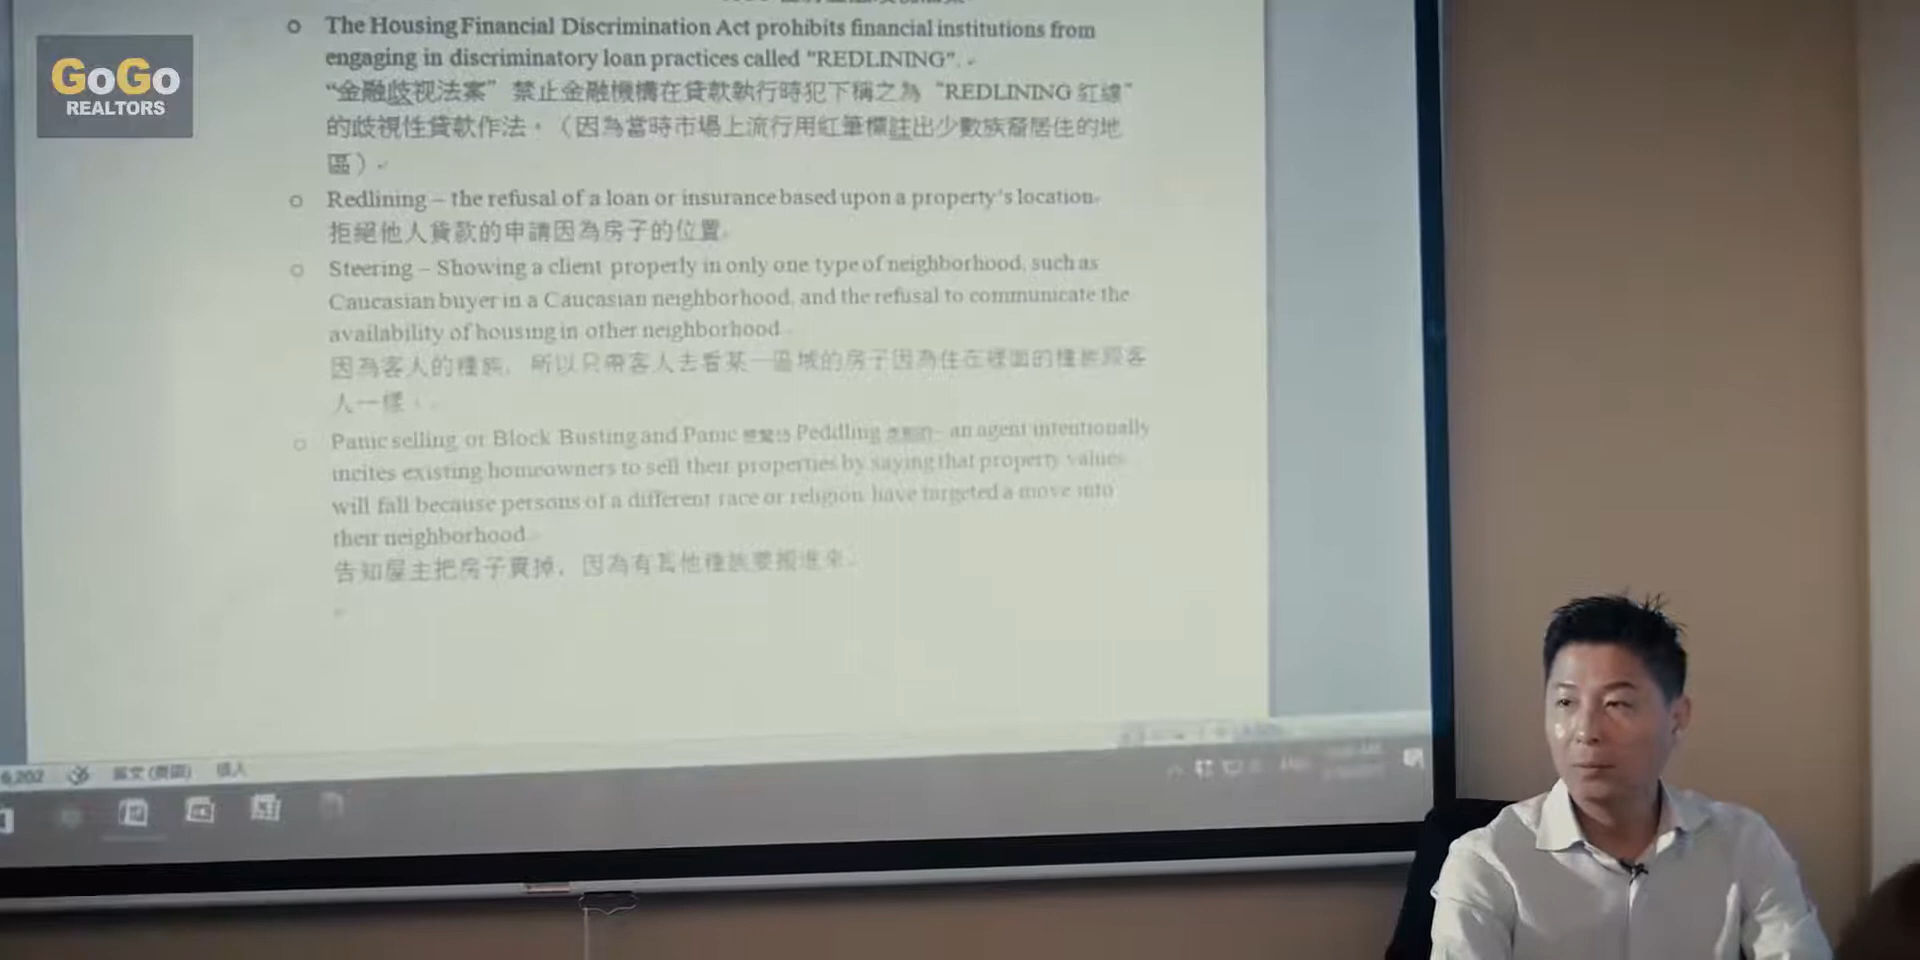 GoGo
REALTORS
The Housing Financial Discrimination Act prohibits financial institutions from
engaging in discriminatory loan practices called "REDLINING".
“金融歧视法案” 禁止金融機構在貸款執行時犯下稱之為 “REDLINING 紅線”
的歧視性貸款作法。（因為當時市場上流行用紅筆標註出少數族裔居住的地
區）
Redlining – the refusal of a loan or insurance based upon a property's location.
拒絕他人貸款的申請因為房子的位置.
Steering – Showing a client properly in only one type of neighborhood, such as
Caucasian buyer in a Caucasian neighborhood, and the refusal to communicate the
availability of housing in other neighborhood
因為客人的種族, 所以只帶客人去看某一區域的房子因為住在裡面的種族跟客
人一樣。
Panic selling or Block Busting and Panic Peddling – an agent intentionally
incites existing homeowners to sell their properties by saying that property values
will fall because persons of a different race or religion have targeted a move into
their neighborhood
告知屋主把房子賣掉, 因為有其他種族要搬進來.
6,202 英文 (美國) 插入